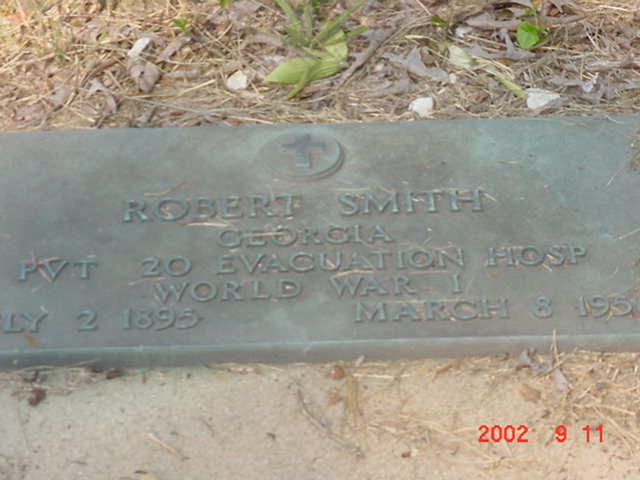 ROBERT SMITH
GEORGIA
PVT 20 EVACUATION HOSP
WORLD WAR I
LY 2 1895 MARCH 8 195
2002 9 11